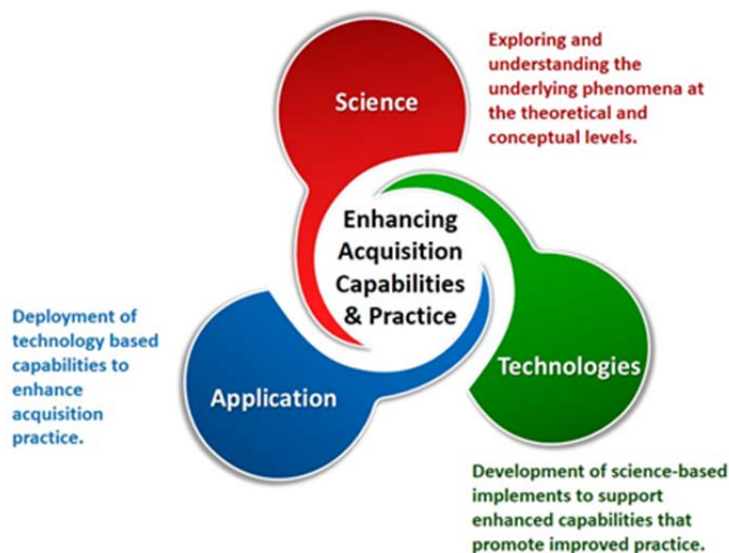 Science
Exploring and
understanding the
underlying phenomena at
the theoretical and
conceptual levels.
Enhancing
Acquisition
Capabilities
& Practice
Deployment of
technology based
capabilities to
enhance
acquisition
practice.
Application
Technologies
Development of science-based
implements to support
enhanced capabilities that
promote improved practice.